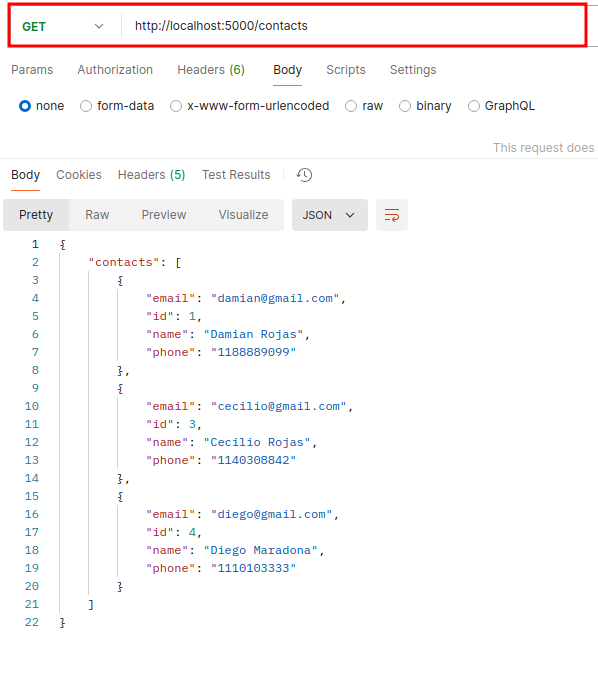 GET http://localhost:5000/contacts
Params Authorization Headers (6) Body Scripts Settings
none form-data x-www-form-urlencoded raw binary GraphQL
This request does
Body Cookies Headers (5) Test Results
Pretty Raw Preview Visualize JSON
1 {
2 "contacts": [
3 {
4 "email": "damian@gmail.com",
5 "id": 1,
6 "name": "Damian Rojas",
7 "phone": "1188889099"
8 },
9 {
10 "email": "cecilio@gmail.com",
11 "id": 3,
12 "name": "Cecilio Rojas",
13 "phone": "1140308842"
14 },
15 {
16 "email": "diego@gmail.com",
17 "id": 4,
18 "name": "Diego Maradona",
19 "phone": "1110103333"
20 }
21 ]
22 }